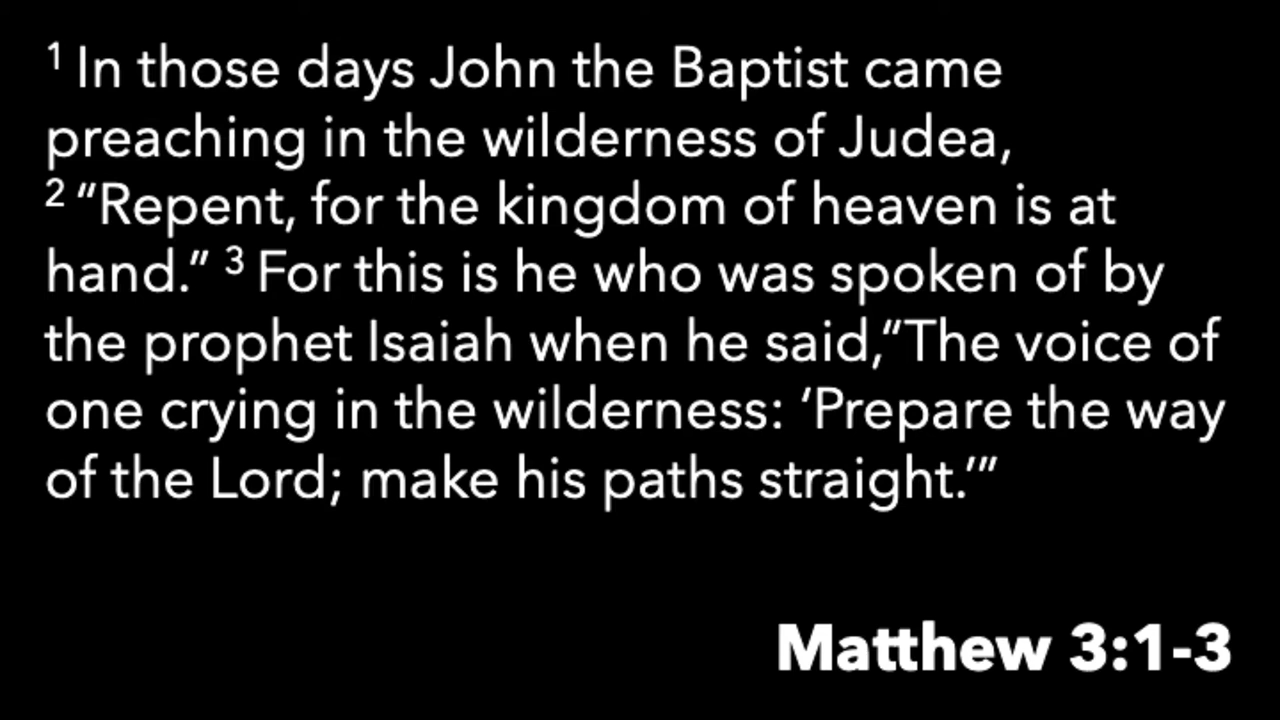 ¹ In those days John the Baptist came
preaching in the wilderness of Judea,
² “Repent, for the kingdom of heaven is at
hand.” ³ For this is he who was spoken of by
the prophet Isaiah when he said,“The voice of
one crying in the wilderness: ‘Prepare the way
of the Lord; make his paths straight.’”
Matthew 3:1-3